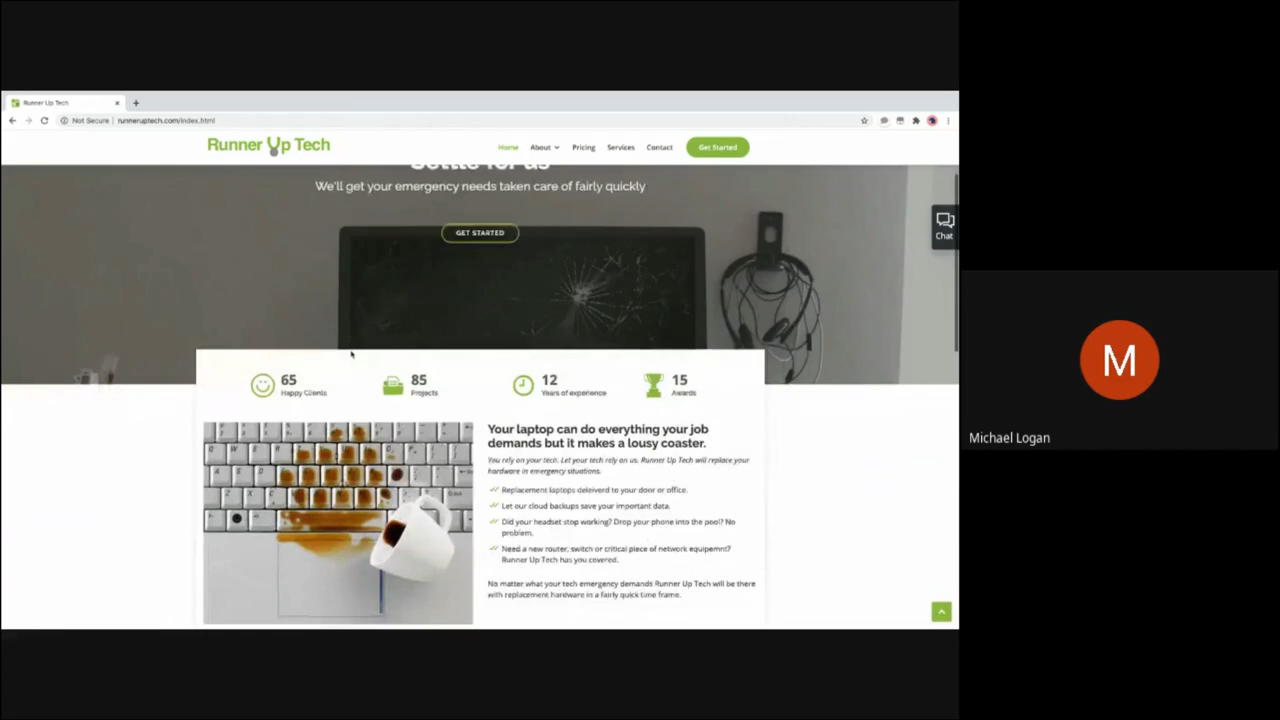 Runner Up Tech
Not Secure | runneruptech.com/index.html
Runner Up Tech
Home About Pricing Services Contact Get Started
Settle for us
We'll get your emergency needs taken care of fairly quickly
GET STARTED
Chat
65
Happy Clients
85
Projects
12
Years of experience
15
Awards
Your laptop can do everything your job
demands but it makes a lousy coaster.
You rely on your tech. Let your tech rely on us. Runner Up Tech will replace your
hardware in emergency situations.
Replacement laptops deleiverd to your door or office.
Let our cloud backups save your important data.
Did your headset stop working? Drop your phone into the pool? No
problem.
Need a new router, switch or critical piece of network equipemnt?
Runner Up Tech has you covered.
No matter what your tech emergency demands Runner Up Tech will be there
with replacement hardware in a fairly quick time frame.
M
Michael Logan